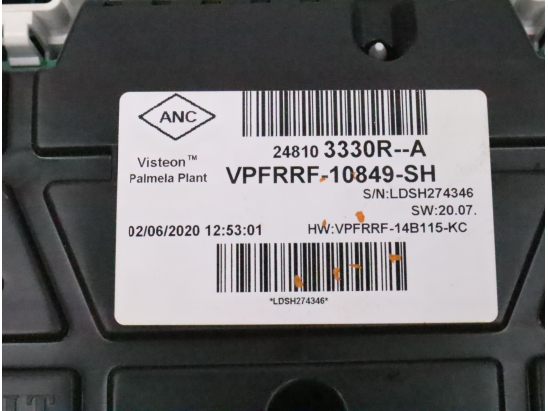 ANC
24810 3330R--A
Visteon™
Palmela Plant
VPFRRF-10849-SH
S/N:LDSH274346
SW:20.07.
02/06/2020 12:53:01
HW:VPFRRF-14B115-KC
*LDSH274346*